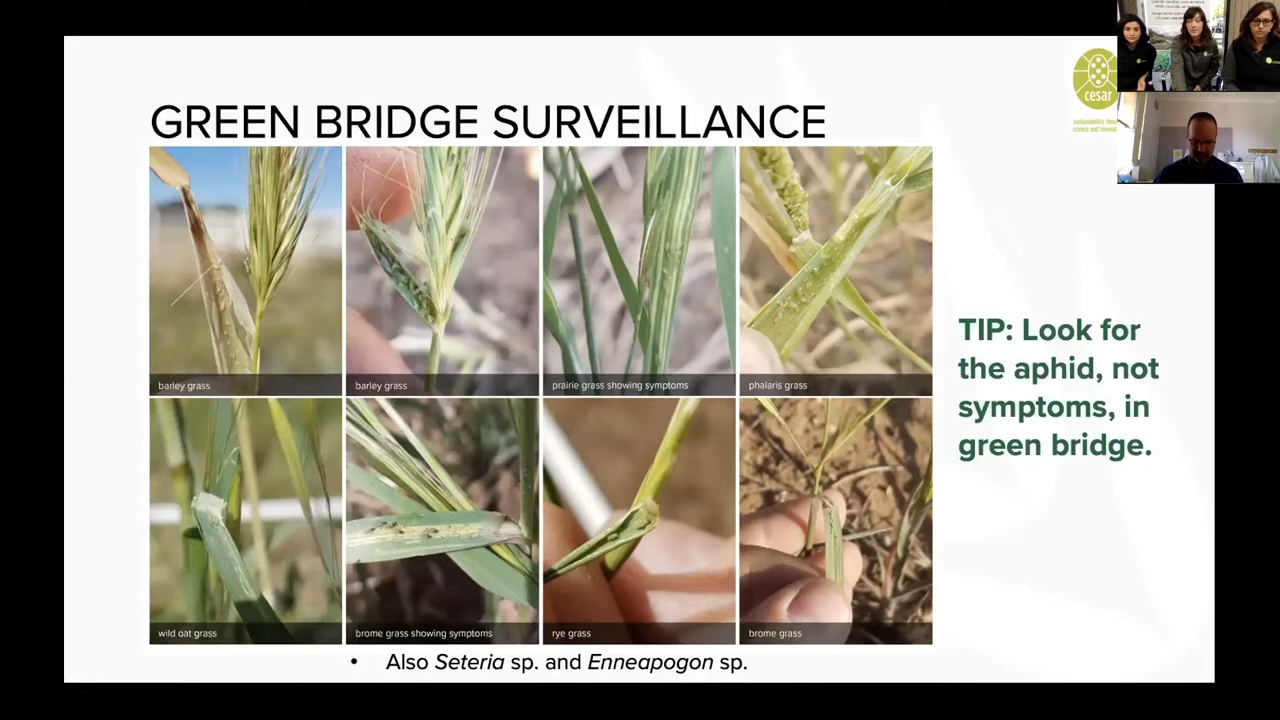 GREEN BRIDGE SURVEILLANCE
cesar
barley grass
barley grass
prairie grass showing symptoms
phalaris grass
wild oat grass
brome grass showing symptoms
rye grass
brome grass
TIP: Look for
the aphid, not
symptoms, in
green bridge.
• Also Seteria sp. and Enneapogon sp.